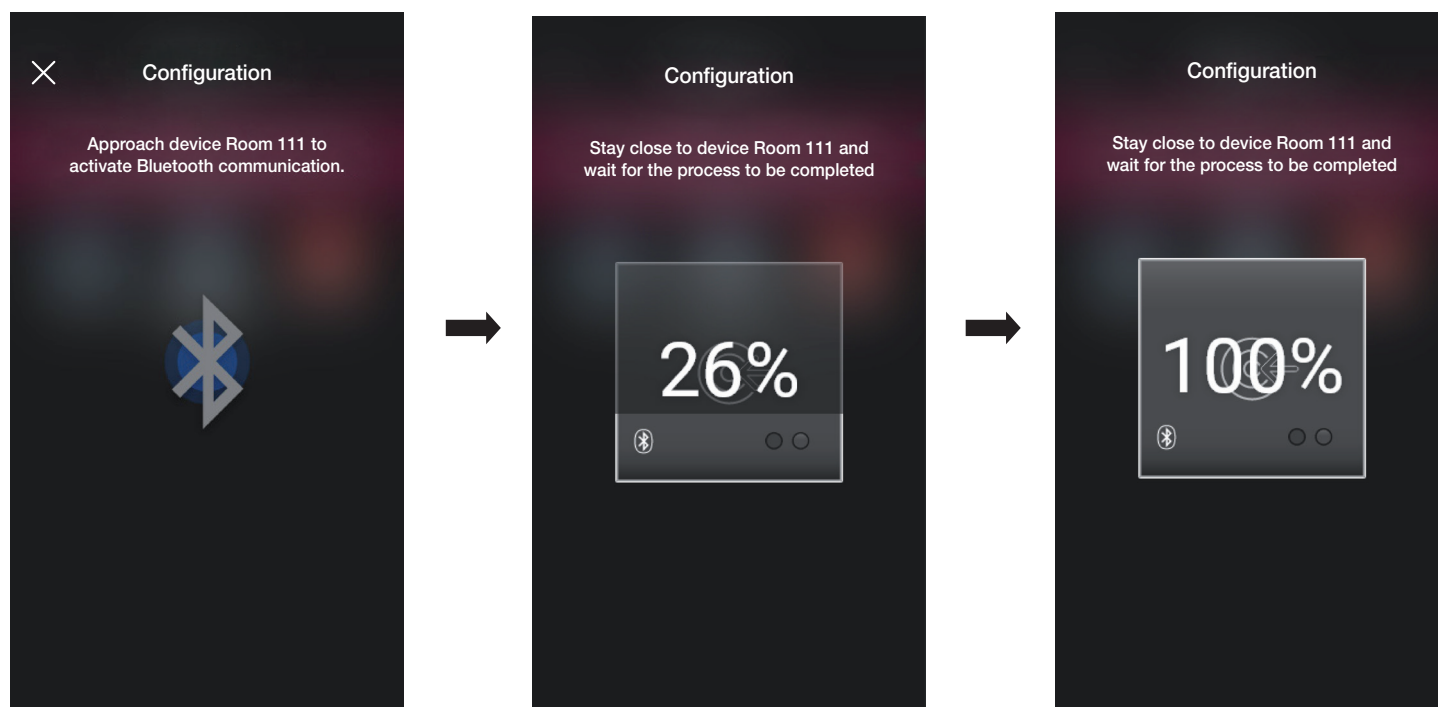 Configuration
Approach device Room 111 to
activate Bluetooth communication.
Configuration
Stay close to device Room 111 and
wait for the process to be completed
26%
Configuration
Stay close to device Room 111 and
wait for the process to be completed
100%